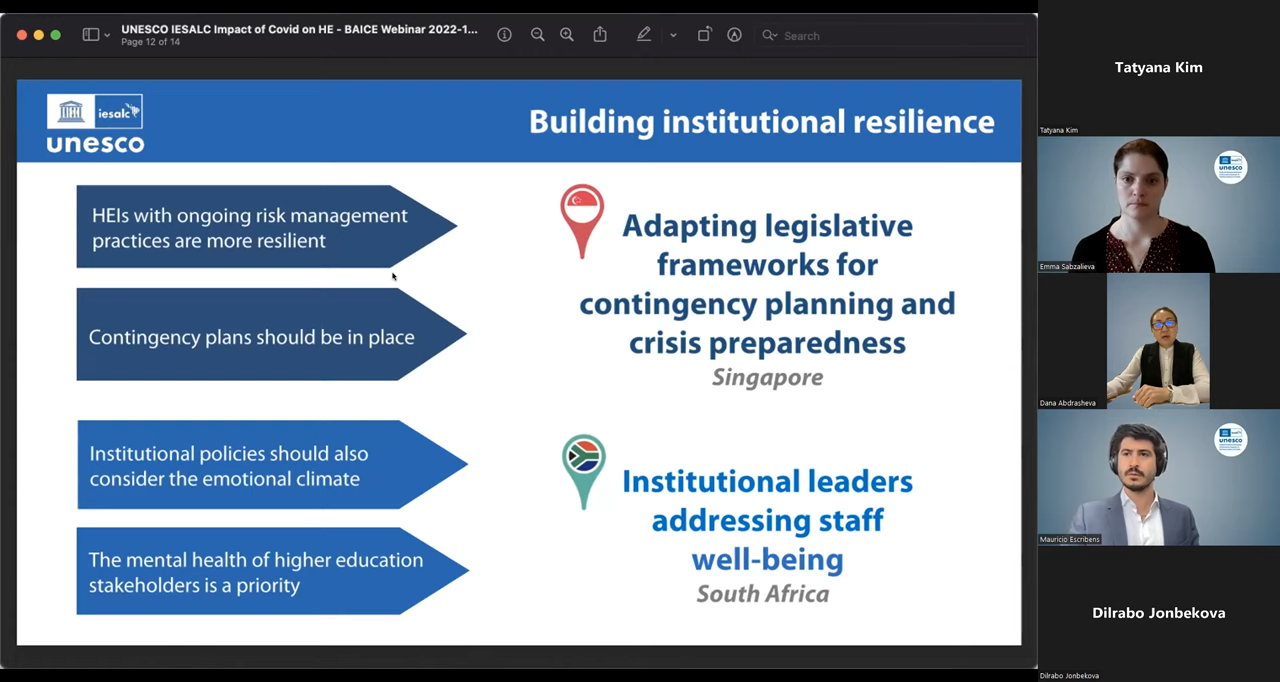 UNESCO IESALC Impact of Covid on HE - BAICE Webinar 2022-1...
Page 12 of 14
Search
iesalc
unesco
Building institutional resilience
HEIs with ongoing risk management
practices are more resilient
Contingency plans should be in place
Adapting legislative
frameworks for
contingency planning and
crisis preparedness
Singapore
Institutional policies should also
consider the emotional climate
The mental health of higher education
stakeholders is a priority
Institutional leaders
addressing staff
well-being
South Africa
Tatyana Kim
Tatyana Kim
unesco
Emma Sabzalieva
Dana Abdrasheva
unesco
Mauricio Escribens
Dilrabo Jonbekova
Dilrabo Jonbekova